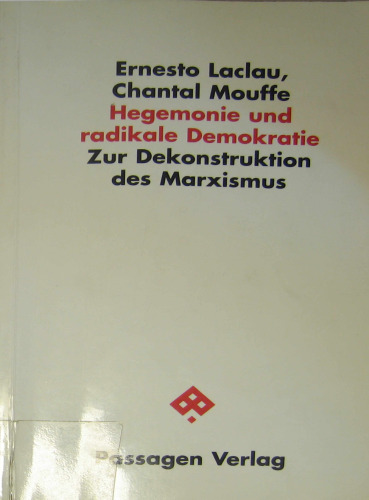 Ernesto Laclau,
Chantal Mouffe
Hegemonie und
radikale Demokratie
Zur Dekonstruktion
des Marxismus
Passagen Verlag